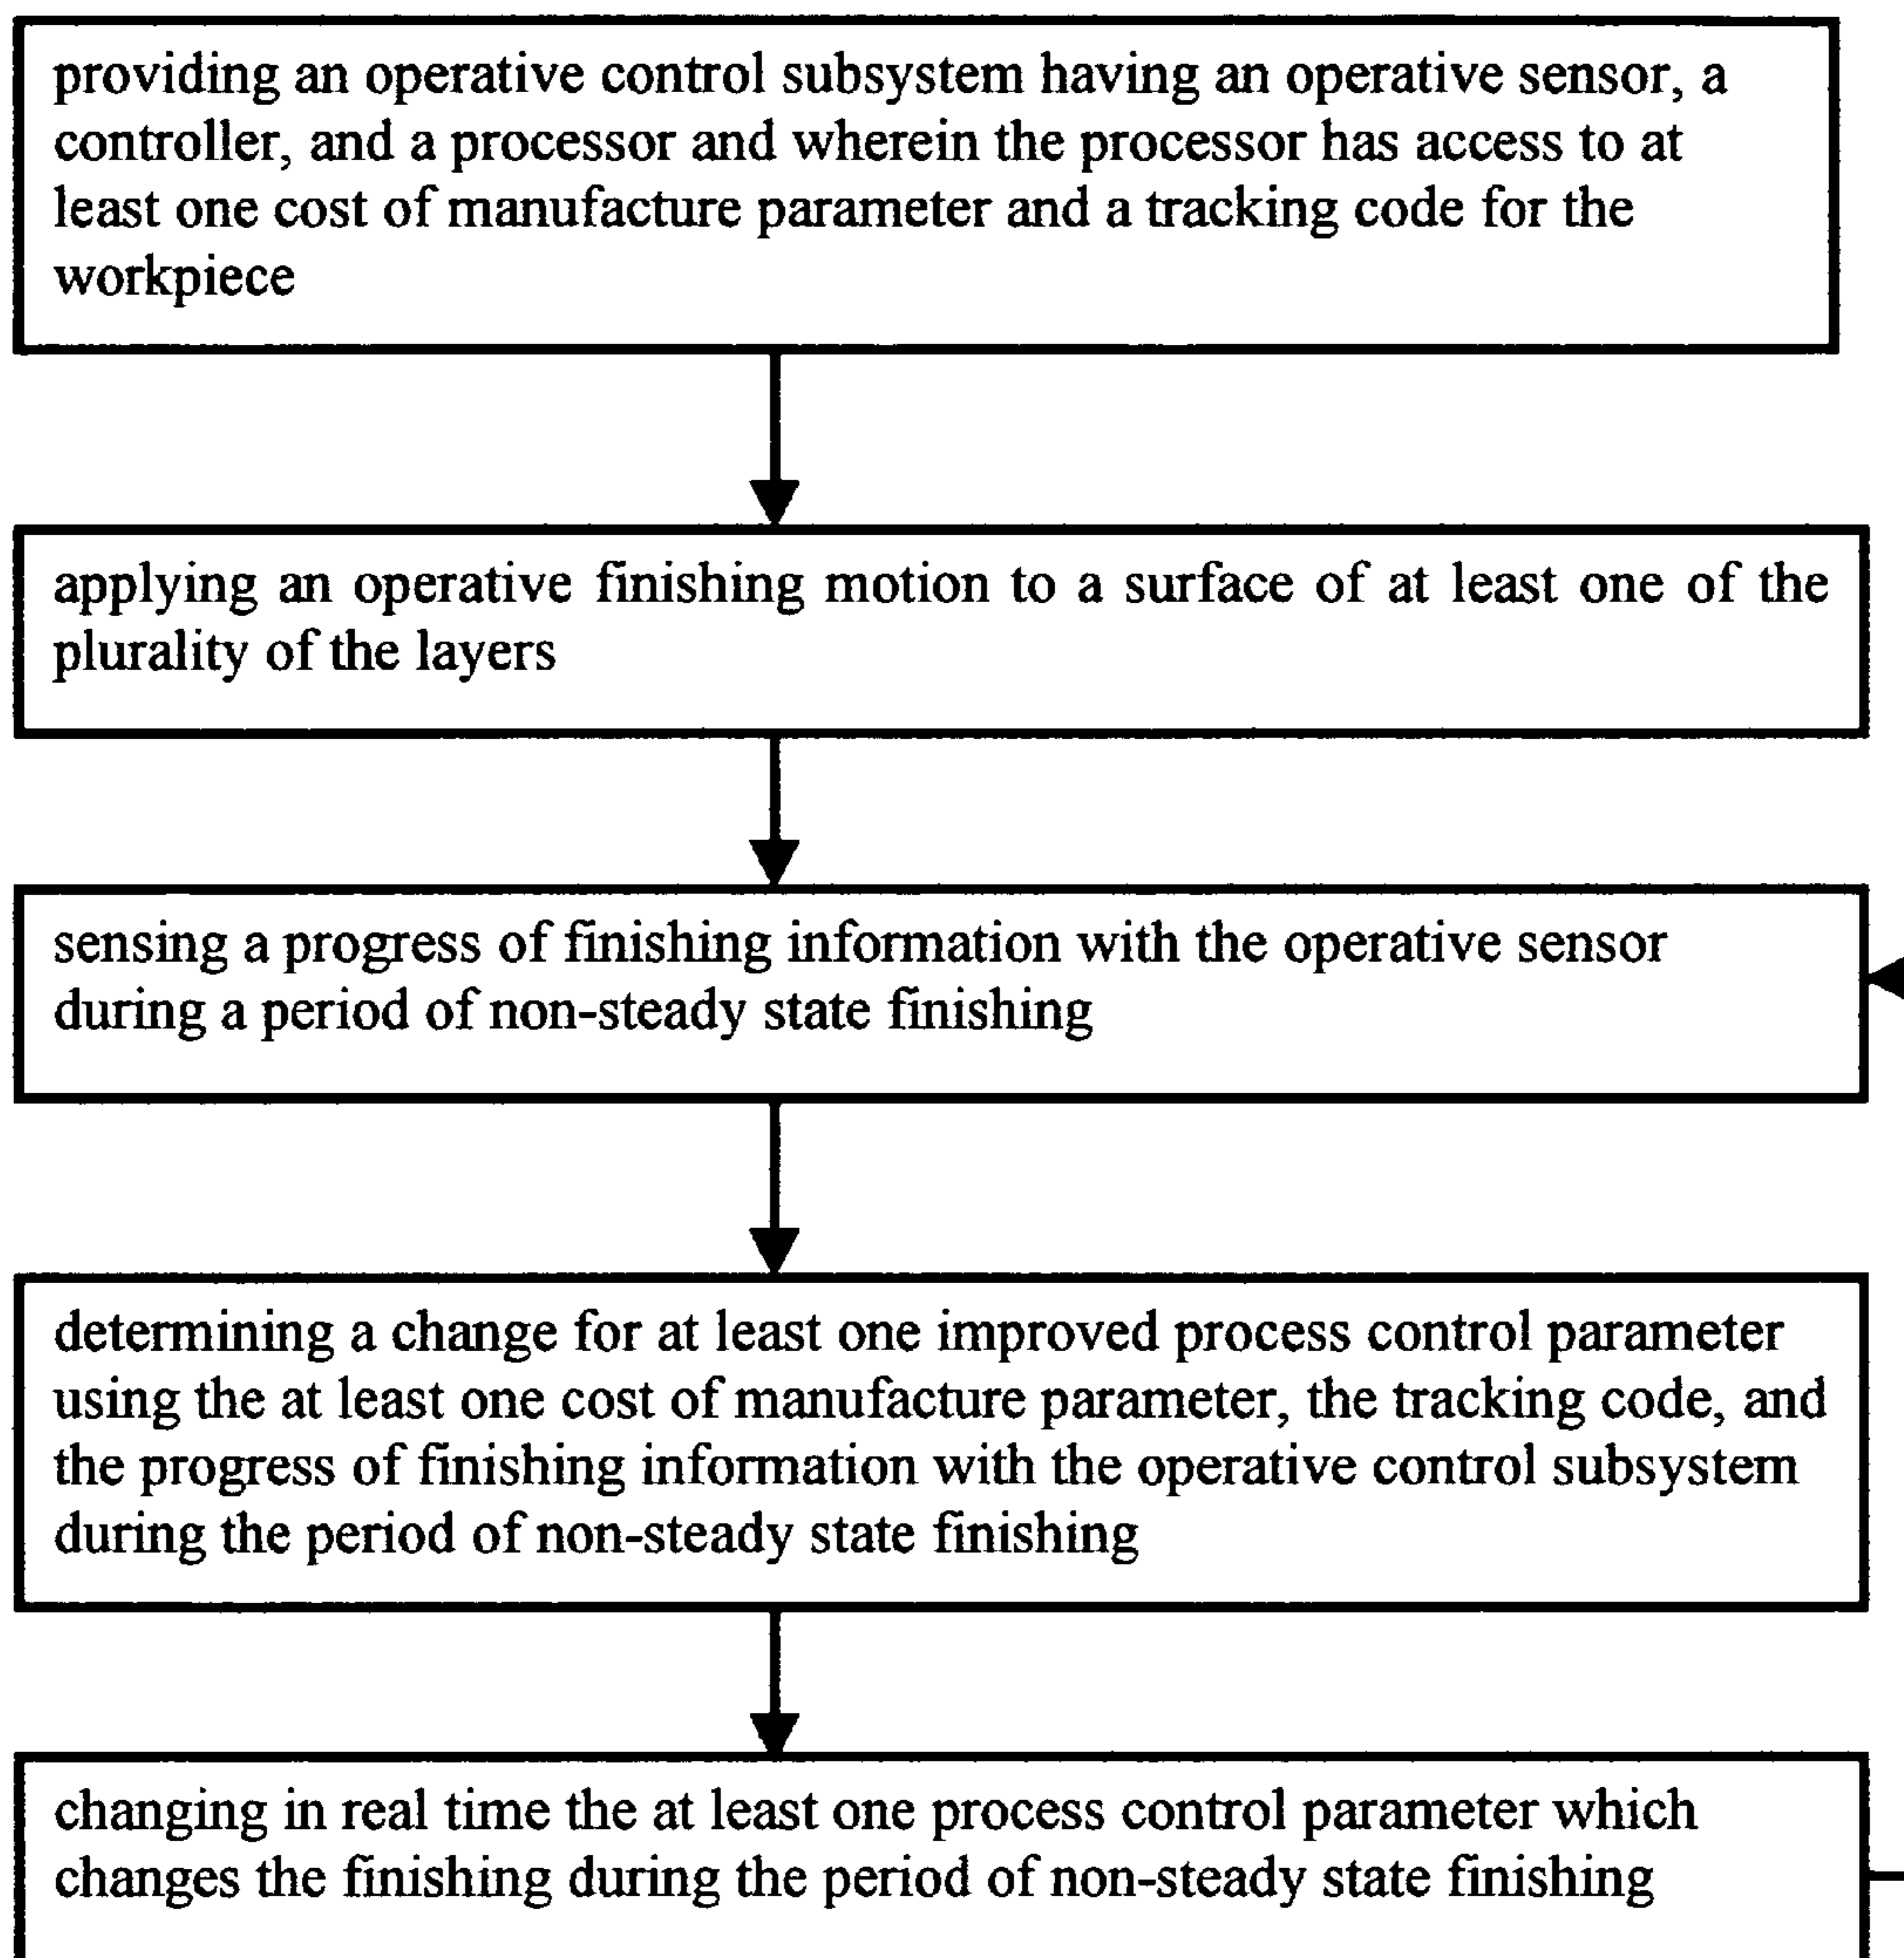 providing an operative control subsystem having an operative sensor, a
controller, and a processor and wherein the processor has access to at
least one cost of manufacture parameter and a tracking code for the
workpiece
applying an operative finishing motion to a surface of at least one of the
plurality of the layers
sensing a progress of finishing information with the operative sensor
during a period of non-steady state finishing
determining a change for at least one improved process control parameter
using the at least one cost of manufacture parameter, the tracking code, and
the progress of finishing information with the operative control subsystem
during the period of non-steady state finishing
changing in real time the at least one process control parameter which
changes the finishing during the period of non-steady state finishing